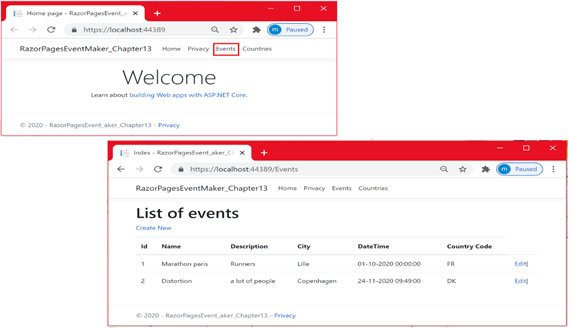 Home page - RazorPagesEvent_a
https://localhost:44389
Paused
RazorPagesEventMaker_Chapter13 Home Privacy Events Countries
Welcome
Learn about building Web apps with ASP.NET Core.
© 2020 - RazorPagesEvent_aker_Chapter13 - Privacy
Index - RazorPagesEvent_aker_C
https://localhost:44389/Events
Paused
RazorPagesEventMaker_Chapter13 Home Privacy Events Countries
List of events
Create New
Id Name Description City DateTime Country Code
1 Marathon paris Runners Lille 01-10-2020 00:00:00 FR Edit|
2 Distortion a lot of people Copenhagen 24-11-2020 09:49:00 DK Edit|
© 2020 - RazorPagesEvent_aker_Chapter13 - Privacy